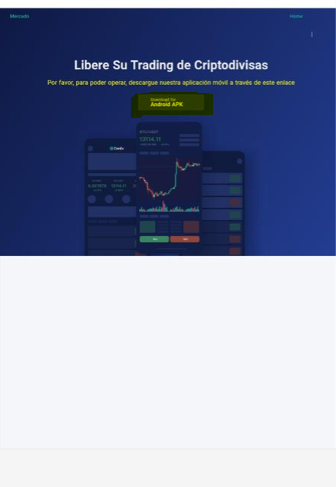 Mercado
Home
Libere Su Trading de Criptodivisas
Por favor, para poder operar, descargue nuestra aplicación móvil a través de este enlace
Download for
Android APK